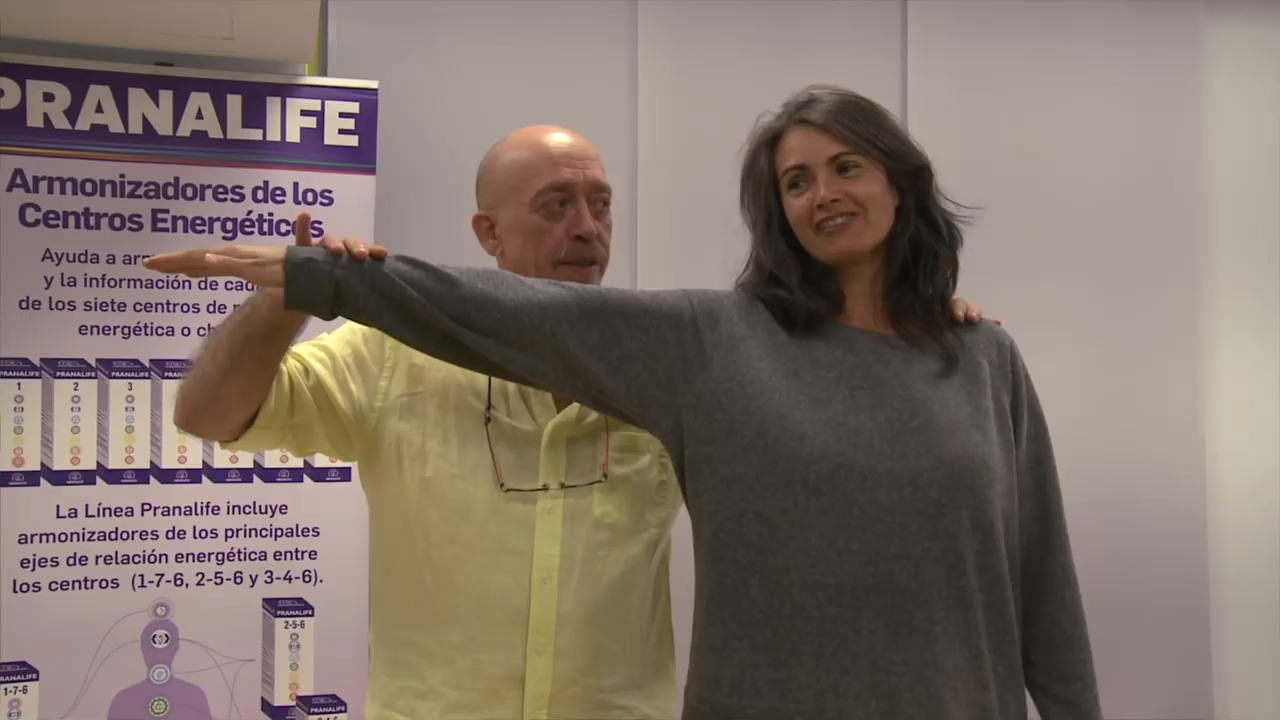 PRANALIFE
Armonizadores de los
Centros Energéticos
Ayuda a
y la información de
de los siete centros de
energética o
PRANALIFE
PRANALIFE
PRANALIFE
PRANALIFE
1
2
3
La Línea Pranalife incluye
armonizadores de los principales
ejes de relación energética entre
los centros (1-7-6, 2-5-6 y 3-4-6).
PRANALIFE
2-5-6
PRANALIFE
1-7-6